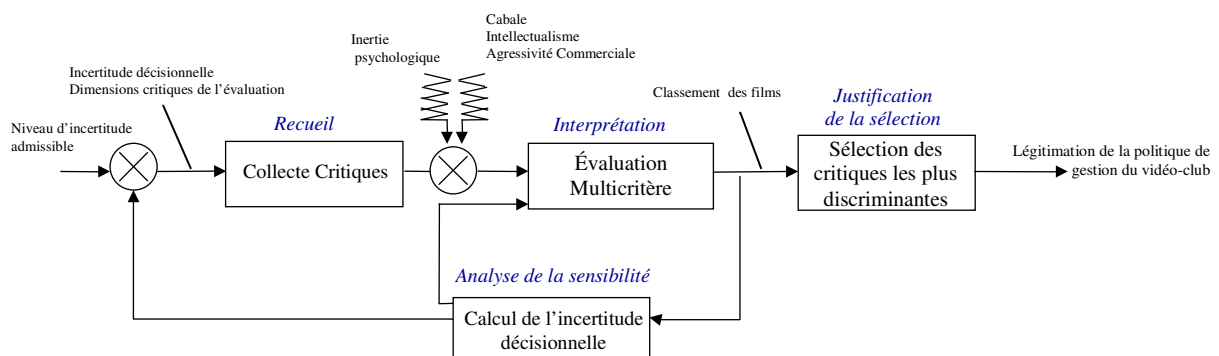 Cabale
Intellectualisme
Agressivité Commerciale
Inertie
psychologique
Incertitude décisionnelle
Dimensions critiques de l'évaluation
Classement des films
Justification
de la sélection
Niveau d'incertitude
admissible
Recueil
Interprétation
Collecte Critiques
Évaluation
Multicritère
Sélection des
critiques les plus
discriminantes
Légitimation de la politique de
gestion du vidéo-club
Analyse de la sensibilité
Calcul de l'incertitude
décisionnelle